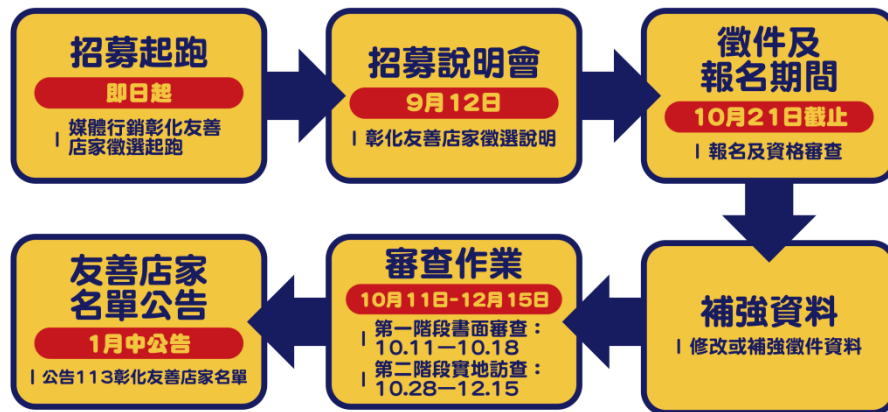 招募起跑
即日起
| 媒體行銷彰化友善
店家徵選起跑
招募說明會
9月12日
| 彰化友善店家徵選說明
徵件及
報名期間
10月21日截止
| 報名及資格審查
補強資料
| 修改或補強徵件資料
審查作業
10月11日-12月15日
| 第一階段書面審查：
10.11—10.18
| 第二階段實地訪查：
10.28—12.15
友善店家
名單公告
1月中公告
| 公告113彰化友善店家名單